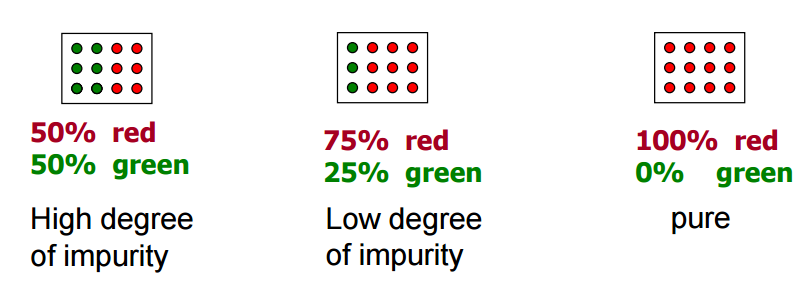 50% red
50% green
High degree
of impurity
75% red
25% green
Low degree
of impurity
100% red
0% green
pure